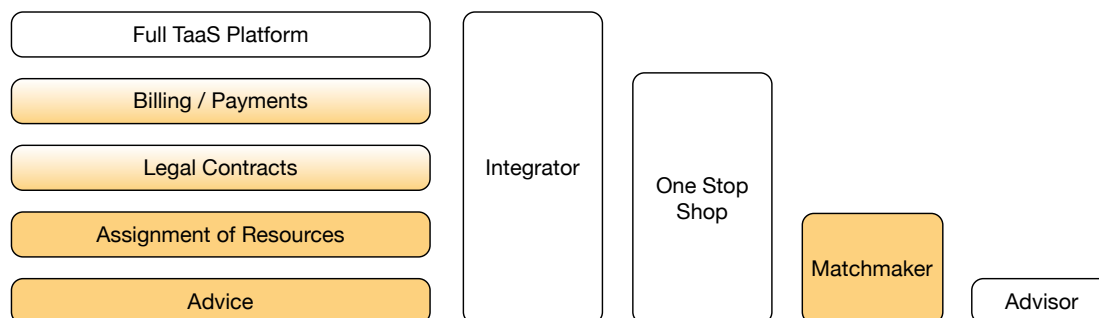 Full TaaS Platform
Billing / Payments
Legal Contracts
Assignment of Resources
Advice
Integrator
One Stop
Shop
Matchmaker
Advisor